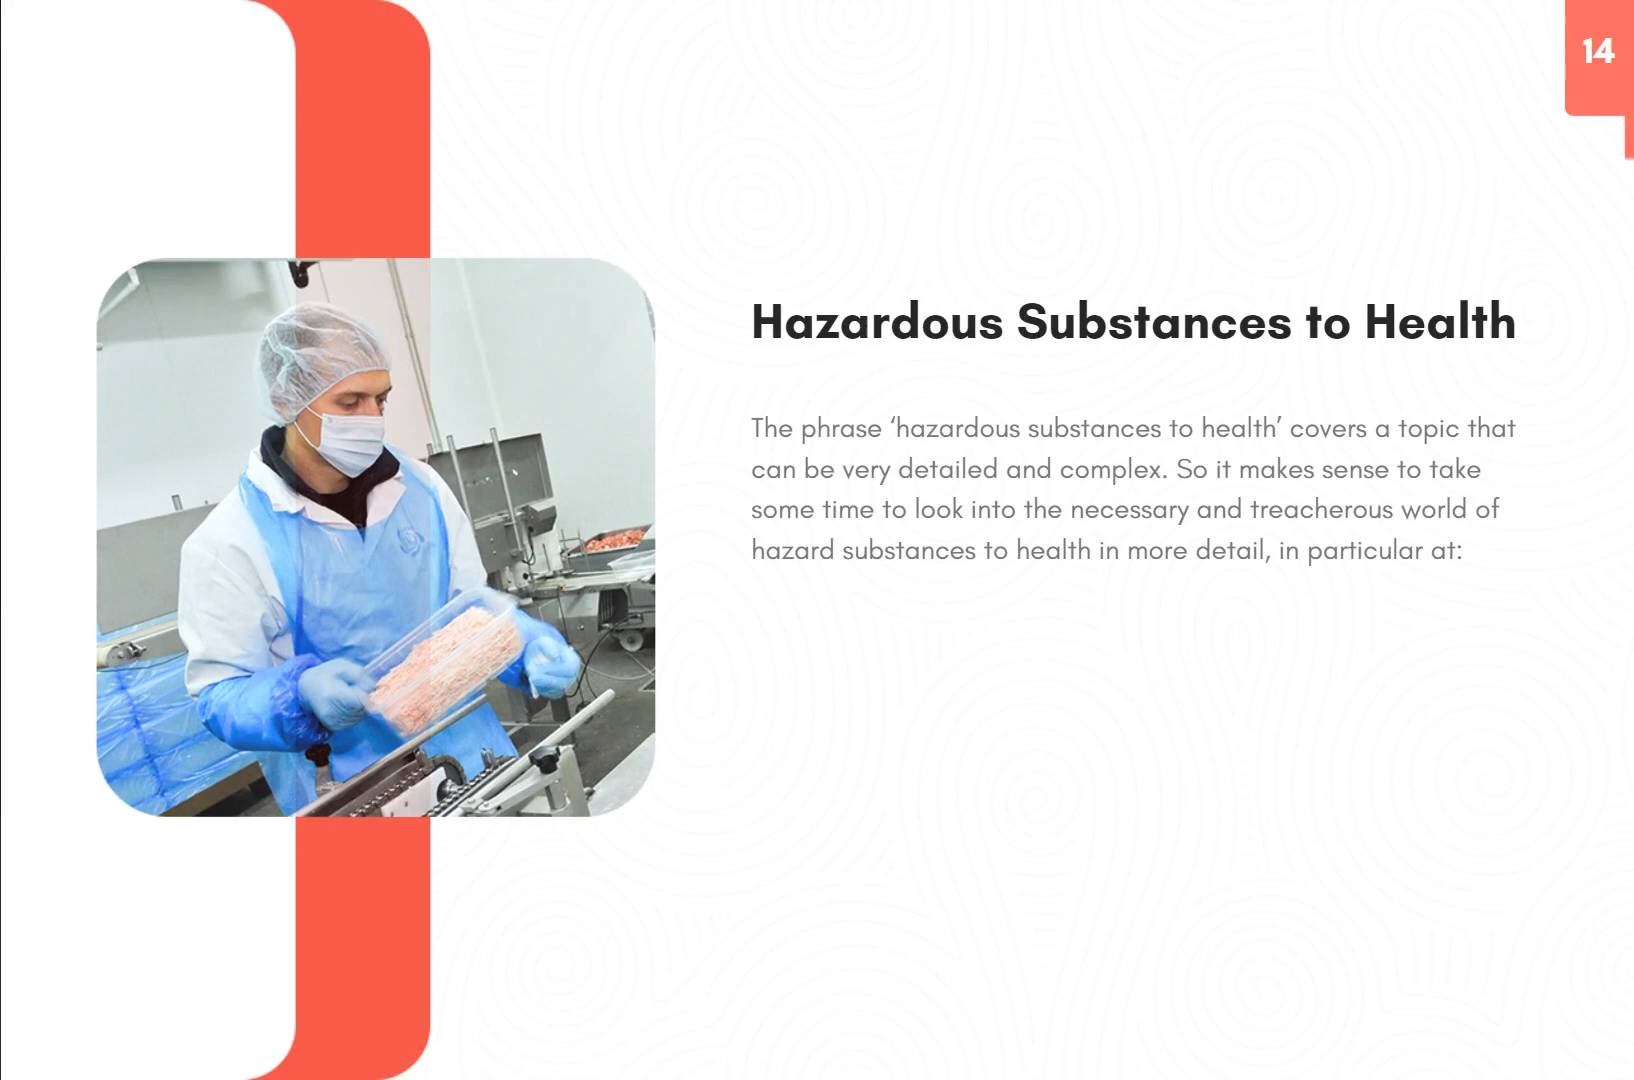 14
Hazardous Substances to Health
The phrase ‘hazardous substances to health’ covers a topic that
can be very detailed and complex. So it makes sense to take
some time to look into the necessary and treacherous world of
hazard substances to health in more detail, in particular at: